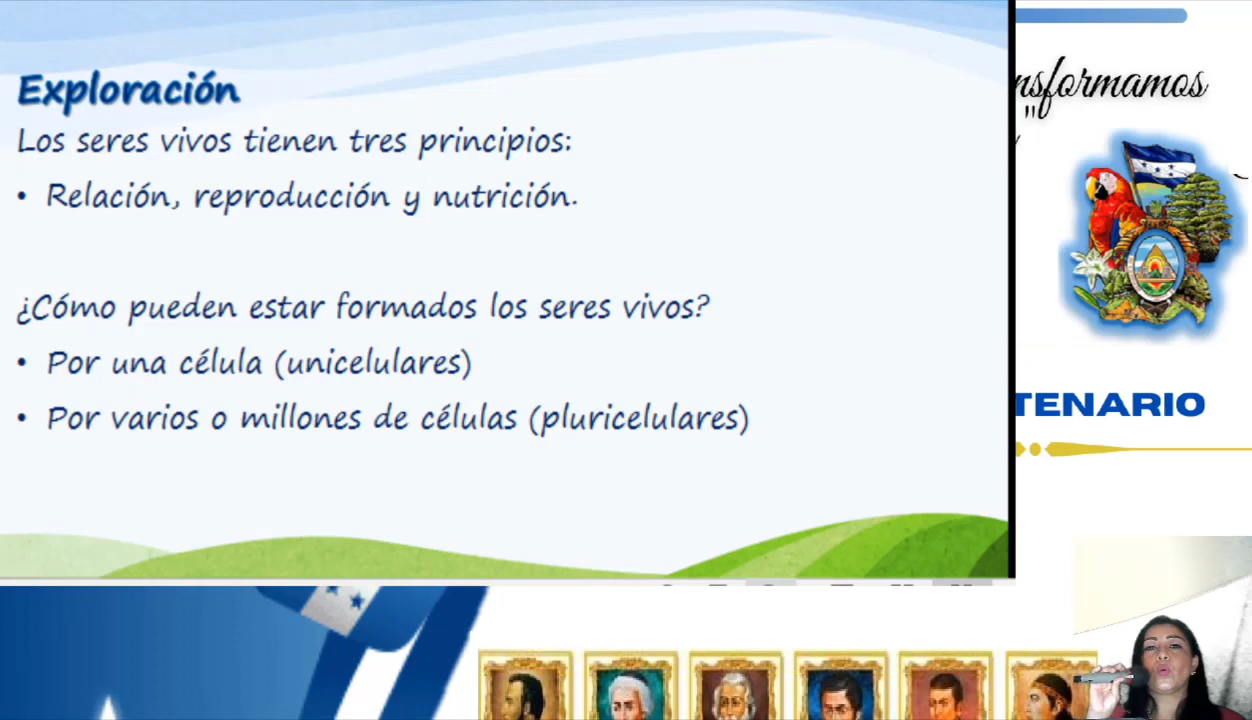 Exploración
Los seres vivos tienen tres principios:
• Relación, reproducción y nutrición.
¿Cómo pueden estar formados los seres vivos?
• Por una célula (unicelulares)
• Por varios o millones de células (pluricelulares)
nsformamos
"
TENARIO